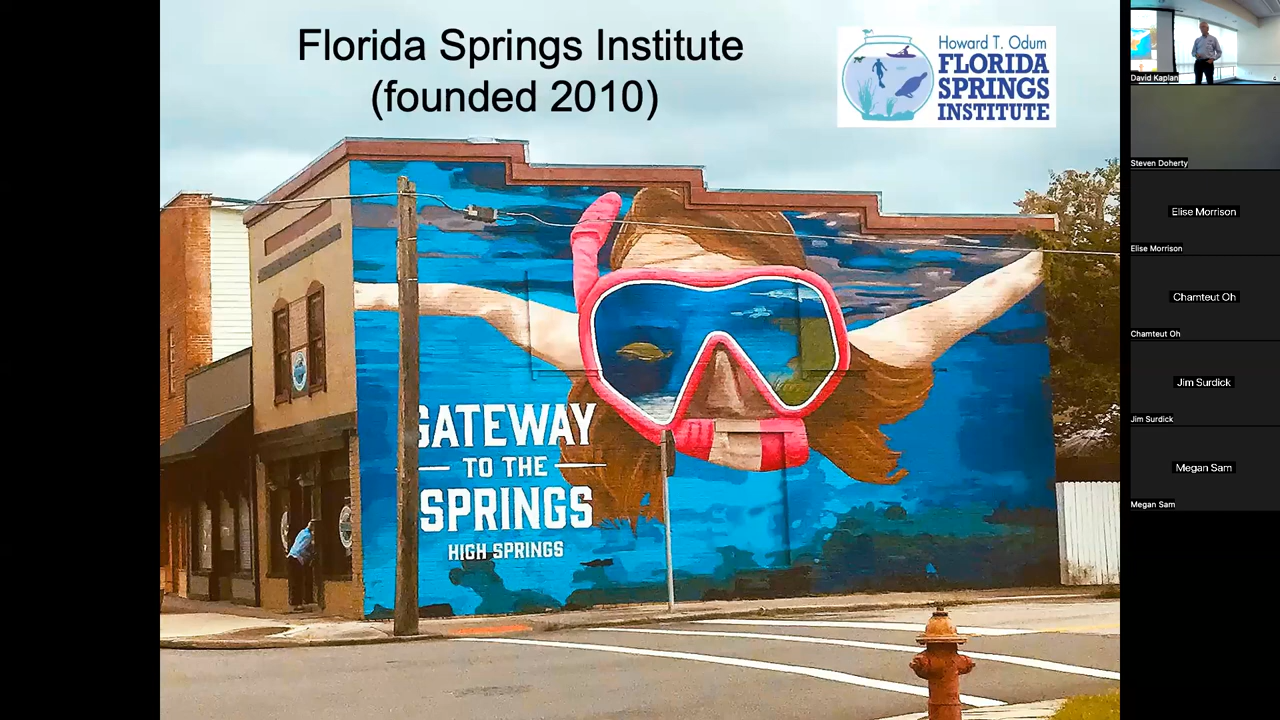 Florida Springs Institute
(founded 2010)
Howard T. Odum
FLORIDA
SPRINGS
INSTITUTE
GATEWAY
TO THE
SPRINGS
HIGH SPRINGS
David Kaplan
Steven Doherty
Elise Morrison
Elise Morrison
Chamteut Oh
Chamteut Oh
Jim Surdick
Jim Surdick
Megan Sam
Megan Sam